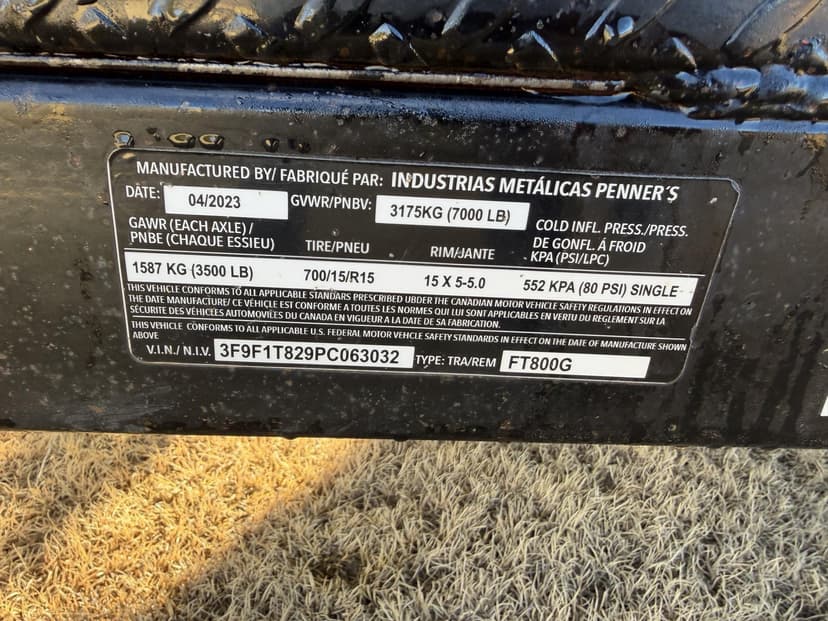 MANUFACTURED BY/ FABRIQUÉ PAR: INDUSTRIAS METÁLICAS PENNER'S
DÂTE: 04/2023 GVWR/PNBV: 3175KG (7000 LB)
GAWR (EACH AXLE)/
PNBE (CHAQUE ESSIEU)
TIRE/PNEU
RIM/JANTE
COLD INFL. PRESS./PRESS.
DE GONFL. Á FROID
KPA (PSI/LPC)
1587 KG (3500 LB) 700/15/R15 15 X 5-5.0 552 KPA (80 PSI) SINGLE
THIS VEHICLE CONFORMS TO ALL APPLICABLE STANDARS PRESCRIBED UNDER THE CANADIAN MOTOR VEHICLE SAFETY REGULATIONS IN EFFECT ON
THE DATE MANUFACTURE/ CE VÉHICLE EST CONFORME A TOUTES LE NORMES QUI LUI SONT APPLICABLES EN VERTU DU REGLEMENT SUR LA
SÉCURITE DES VÉHICULES AUTOMOVILES DU CANADA EN VIGUEUR A LA DATE DE SA FABRICATION.
THIS VEHICLE CONFORMS TO ALL APPLICABLE U.S. FEDERAL MOTOR VEHICLE SAFETY STANDARDS IN EFFECT ON THE DATE OF MANUFACTURE SHOWN
ABOVE
V.I.N./ N.I.V. 3F9F1T829PC063032 TYPE: TRA/REM FT800G